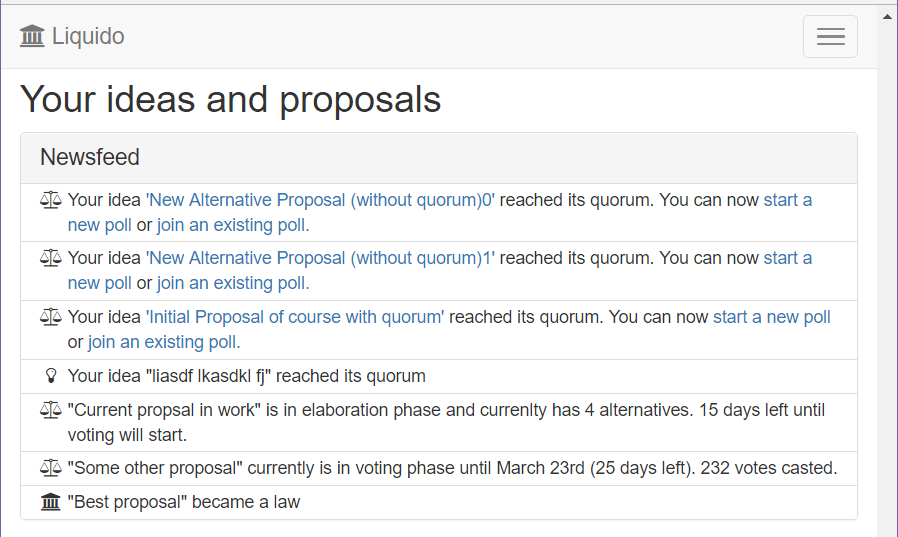 Liquido
Your ideas and proposals
Newsfeed
Your idea 'New Alternative Proposal (without quorum)0' reached its quorum. You can now start a
new poll or join an existing poll.
Your idea 'New Alternative Proposal (without quorum)1' reached its quorum. You can now start a
new poll or join an existing poll.
Your idea 'Initial Proposal of course with quorum' reached its quorum. You can now start a new poll
or join an existing poll.
Your idea "liasdf lkasdkl fj" reached its quorum
"Current propsal in work" is in elaboration phase and currenlty has 4 alternatives. 15 days left until
voting will start.
"Some other proposal" currently is in voting phase until March 23rd (25 days left). 232 votes casted.
"Best proposal" became a law